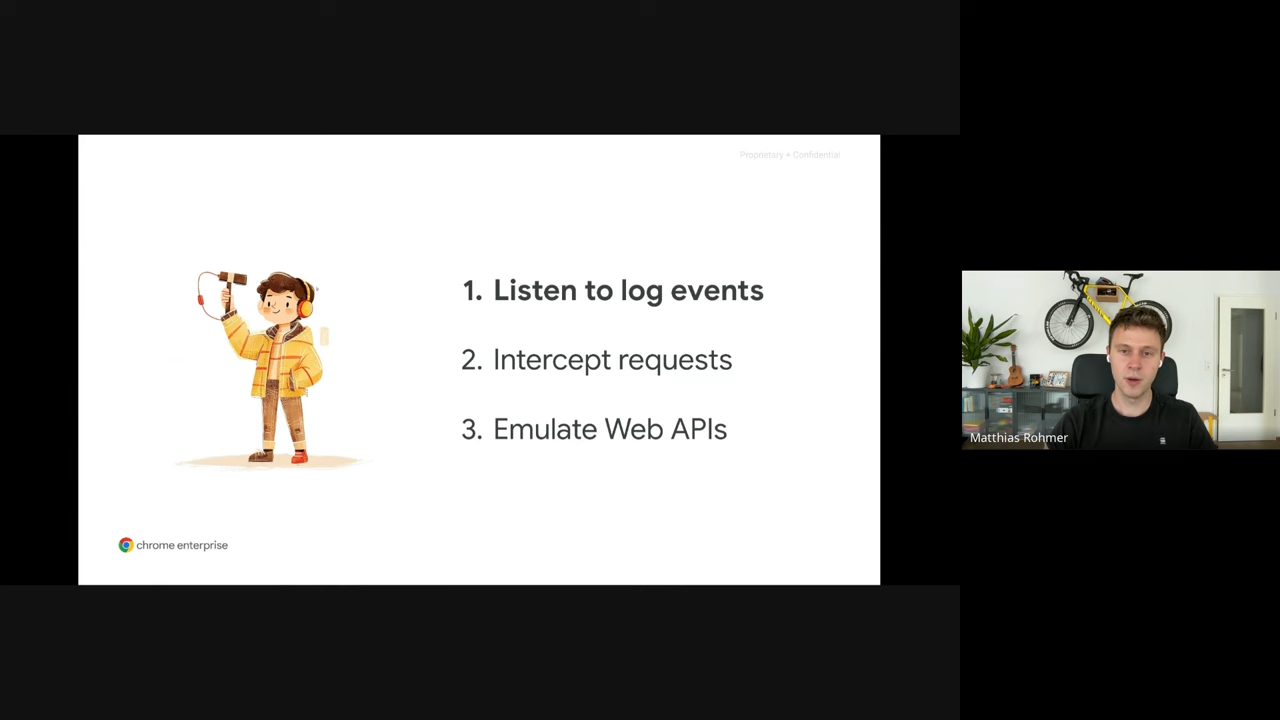 Proprietary + Confidential
1. Listen to log events
2. Intercept requests
3. Emulate Web APIs
chrome enterprise
Matthias Rohmer